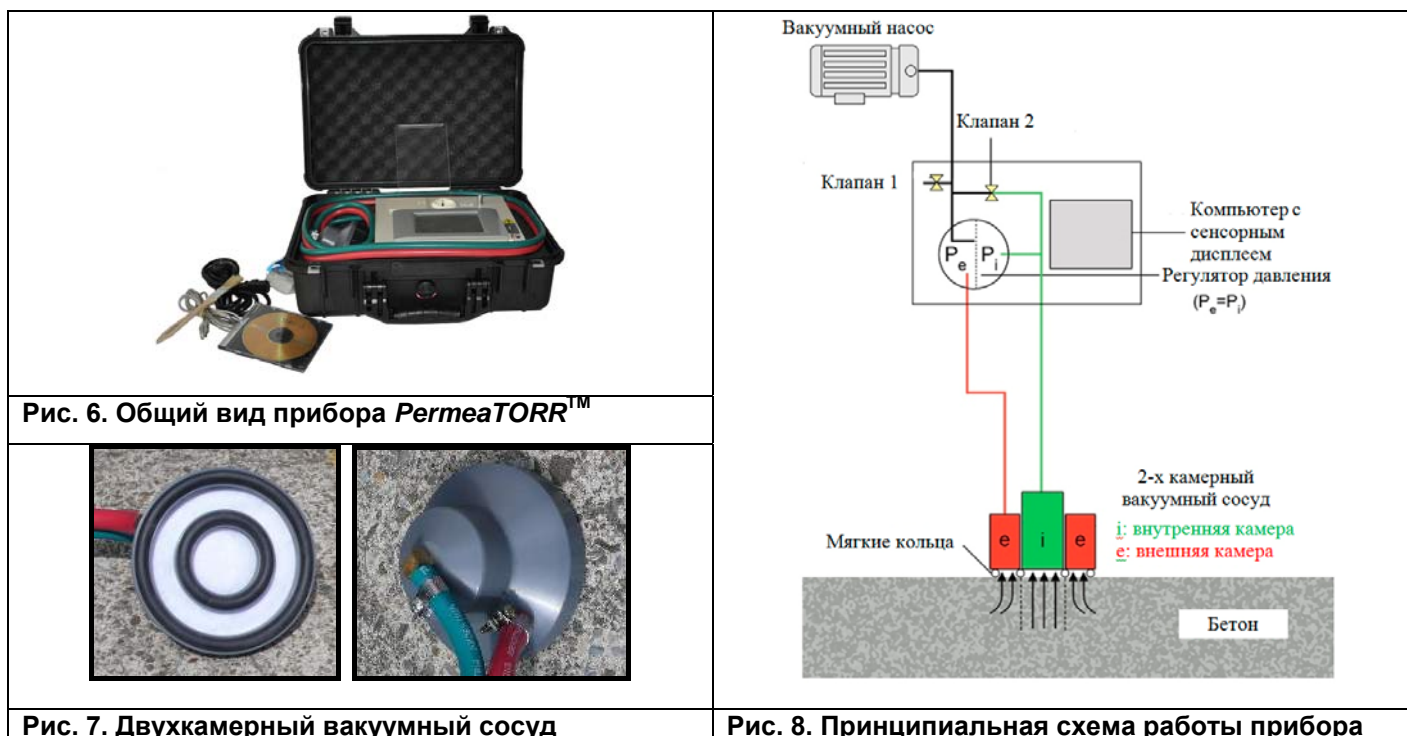 Рис. 6. Общий вид прибора PermeaTORR™
Рис. 7. Двухкамерный вакуумный сосуд
Вакуумный насос
Клапан 2
Клапан 1
Компьютер с
сенсорным
дисплеем
Pe Pi
Регулятор давления
(Pe=Pi)
2-х камерный
вакуумный сосуд
i: внутренняя камера
e: внешняя камера
Мягкие кольца
e i e
Бетон
Рис. 8. Принципиальная схема работы прибора